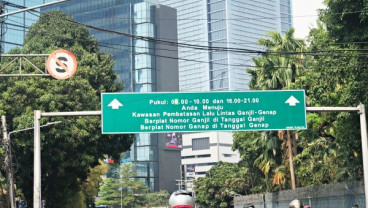 Pukul: 06.00 - 10.00 dan 16.00-21.00
Anda Menuju
Kawasan Pembatasan Lalu Lintas Ganjil-Genap
Berplat Nomor Ganjil di Tanggal Ganjil
Berplat Nomor Genap di Tanggal Genap
S